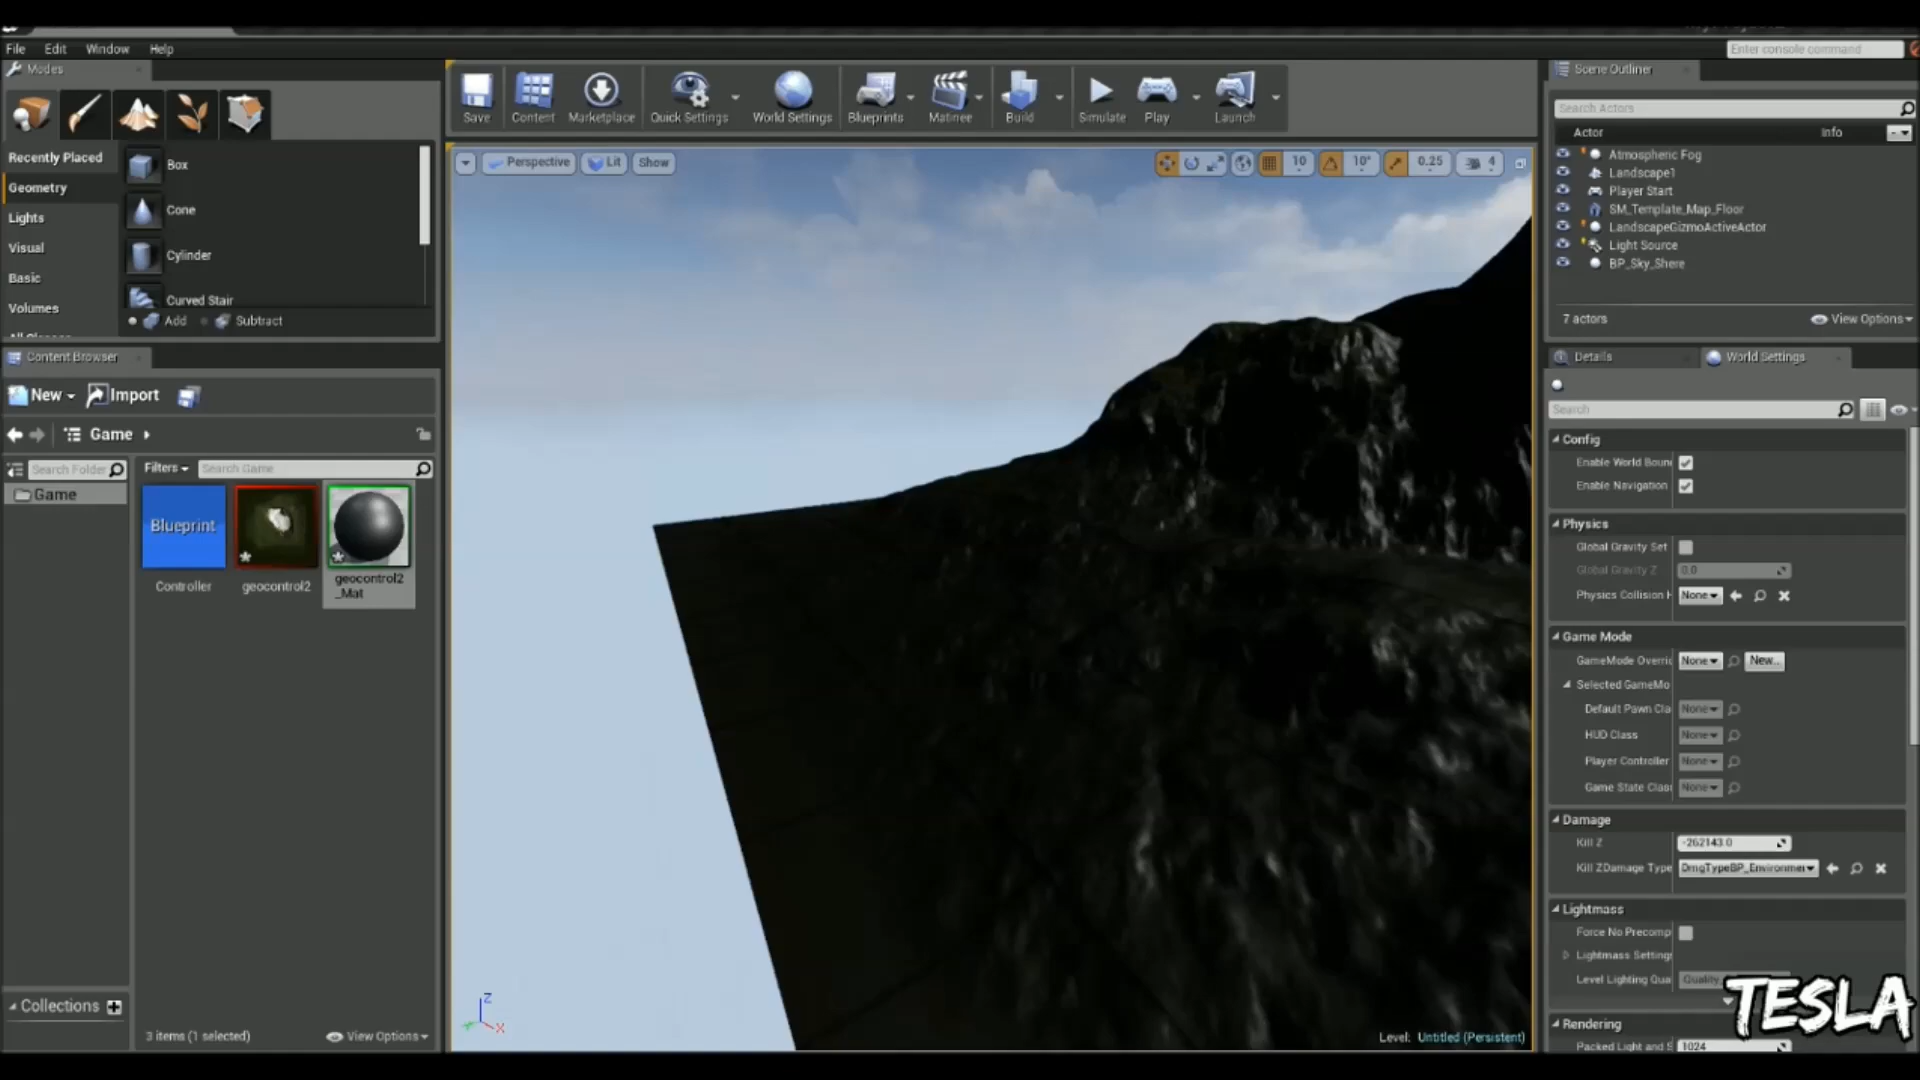 File Edit Window Help
Enter console command
Modes
Save Content Marketplace Quick Settings World Settings Blueprints Matinee Build Simulate Play Launch
Recently Placed
Geometry
Lights
Visual
Basic
Volumes
Box
Cone
Cylinder
Curved Stair
Add Subtract
Content Browser
New Import
Game
Search Folder
Game
Filters Search Game
Blueprint
Controller
geocontrol2
geocontrol2
_Mat
Collections
3 items (1 selected) View Options
Perspective Lit Show
10 10° 0.25 4
Z
X
Level: Untitled (Persistent)
Scene Outliner
Search Actors
Actor Info
Atmospheric Fog
Landscape1
Player Start
SM_Template_Map_Floor
LandscapeGizmoActiveActor
Light Source
BP_Sky_Shere
7 actors View Options
Details World Settings
Search
Config
Enable World Boun
Enable Navigation
Physics
Global Gravity Set
Global Gravity Z 0.0
Physics Collision H None
Game Mode
GameMode Overri None New...
Selected GameMo
Default Pawn Cla None
HUD Class None
Player Controller None
Game State Clas None
Damage
Kill Z -262143.0
Kill ZDamage Type DmgTypeBP_Environmen
Lightmass
Force No Precomp
Lightmass Setting
Level Lighting Qua Quality_
Rendering
Packed Light and S 1024
TESLA